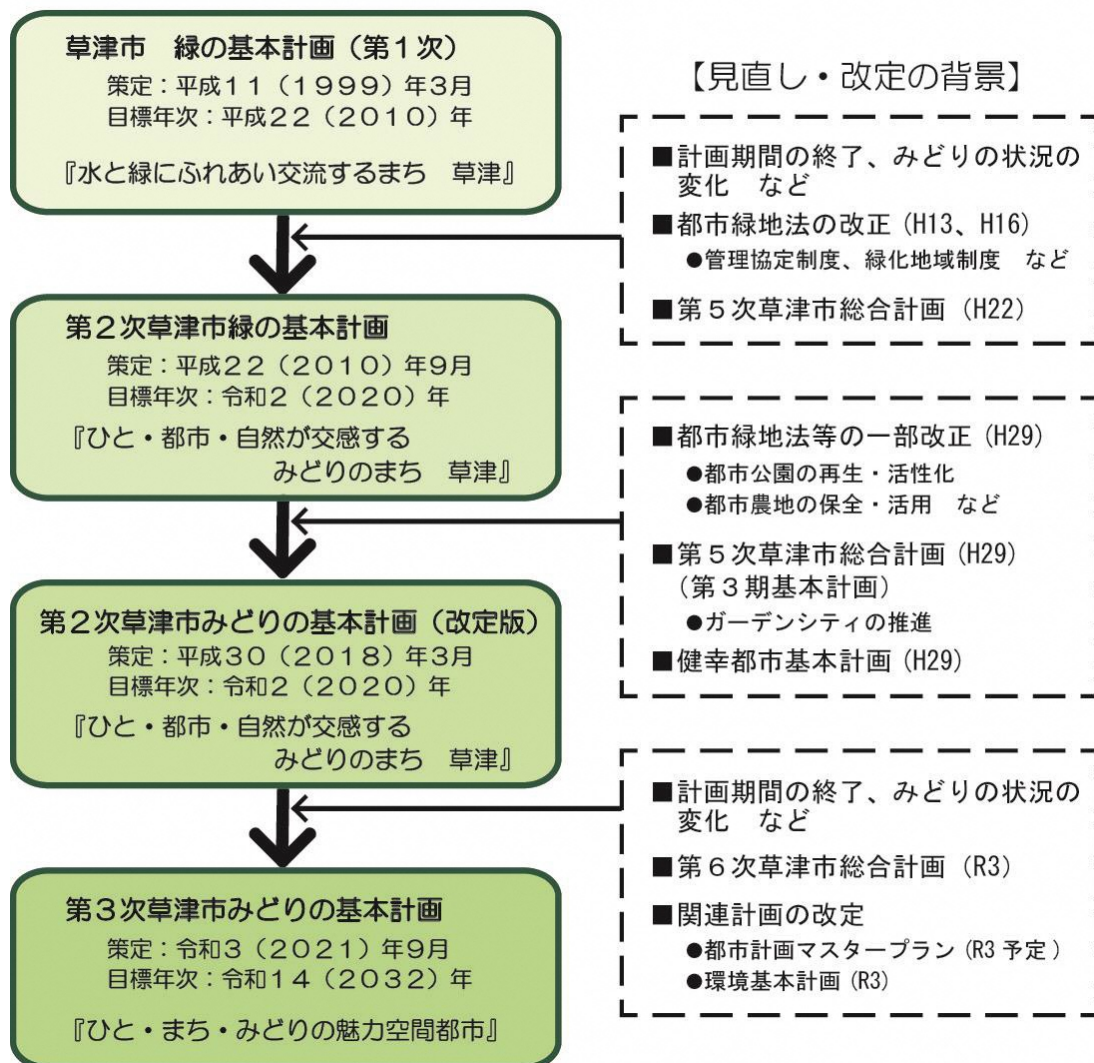 草津市　緑の基本計画（第１次）
策定：平成１１（１９９９）年３月
目標年次：平成２２（２０１０）年
『水と緑にふれあい交流するまち　草津』
【見直し・改定の背景】
■計画期間の終了、みどりの状況の
変化　など
■都市緑地法の改正（H13、H16）
●管理協定制度、緑化地域制度　など
■第５次草津市総合計画（H22）
第２次草津市緑の基本計画
策定：平成２２（２０１０）年９月
目標年次：令和２（２０２０）年
『ひと・都市・自然が交感する
みどりのまち　草津』
■都市緑地法等の一部改正（H29）
●都市公園の再生・活性化
●都市農地の保全・活用　など
■第５次草津市総合計画（H29）
（第３期基本計画）
●ガーデンシティの推進
■健幸都市基本計画（H29）
第２次草津市みどりの基本計画（改定版）
策定：平成３０（２０１８）年３月
目標年次：令和２（２０２０）年
『ひと・都市・自然が交感する
みどりのまち　草津』
■計画期間の終了、みどりの状況の
変化　など
■第６次草津市総合計画（R3）
■関連計画の改定
●都市計画マスタープラン（R3 予定）
●環境基本計画（R3）
第３次草津市みどりの基本計画
策定：令和３（２０２１）年９月
目標年次：令和１４（２０３２）年
『ひと・まち・みどりの魅力空間都市』